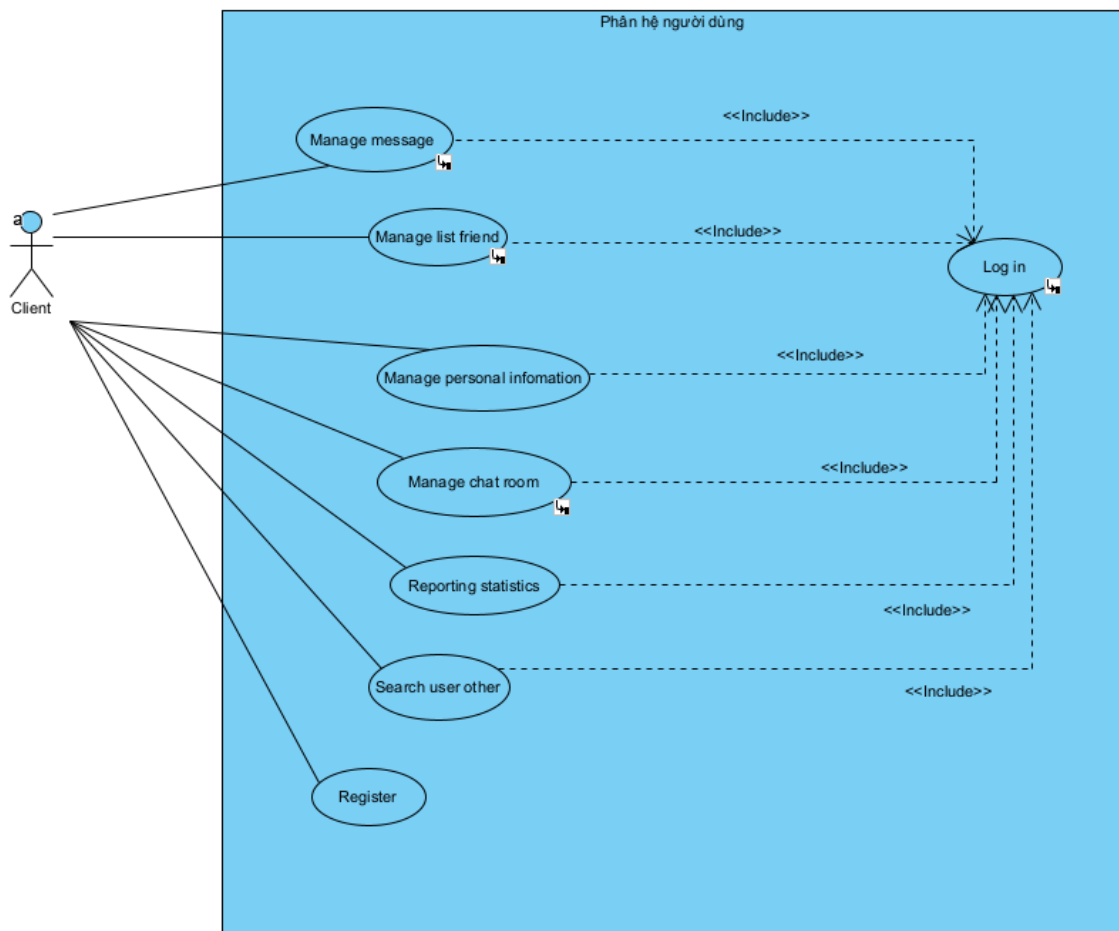 Phân hệ người dùng
<<Include>>
Manage message
a
Manage list friend
<<Include>>
Log in
Client
<<Include>>
Manage personal infomation
<<Include>>
Manage chat room
Reporting statistics
<<Include>>
Search user other
<<Include>>
Register